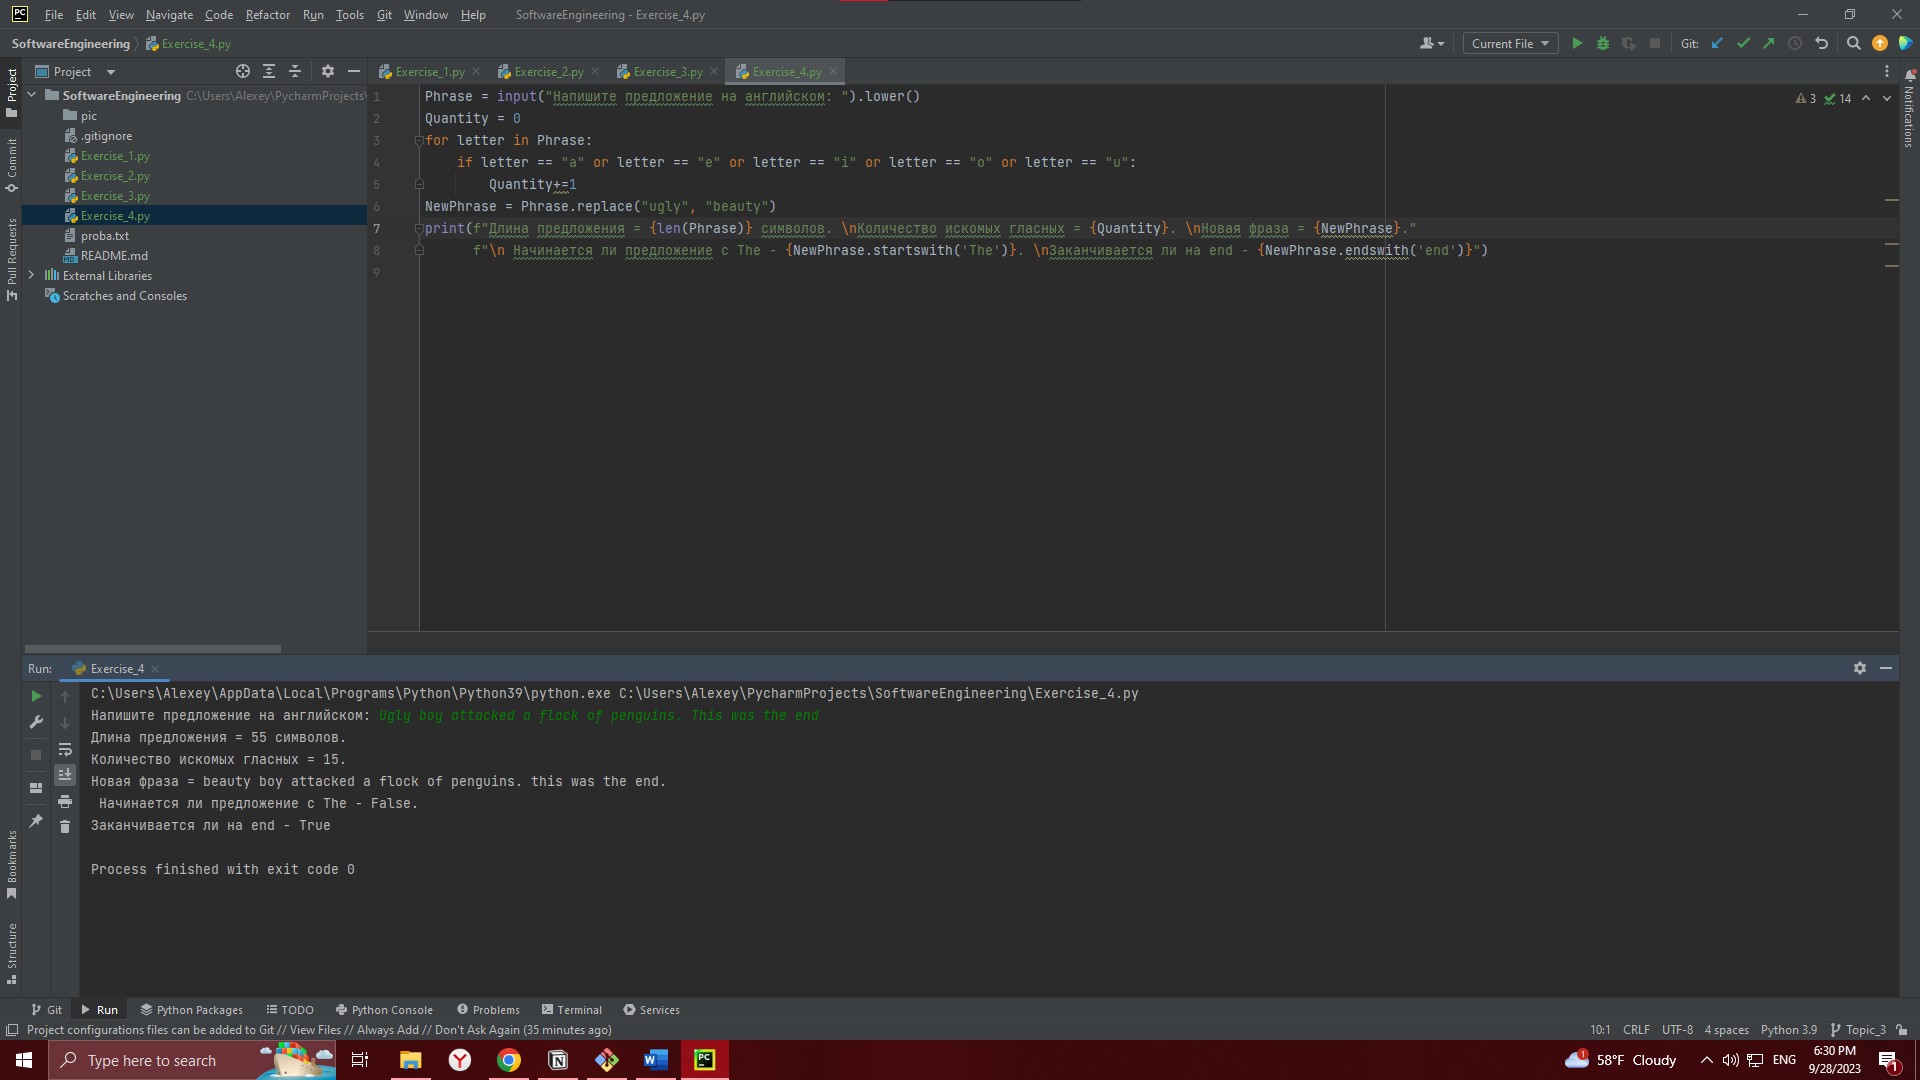 PC File Edit View Navigate Code Refactor Run Tools Git Window Help SoftwareEngineering - Exercise_4.py
SoftwareEngineering Exercise_4.py Current File Git:
Project Exercise_1.py Exercise_2.py Exercise_3.py Exercise_4.py
SoftwareEngineering C:\Users\Alexey\PycharmProjects\
pic
.gitignore
Exercise_1.py
Exercise_2.py
Exercise_3.py
Exercise_4.py
proba.txt
README.md
External Libraries
Scratches and Consoles
Project
Commit
Pull Requests
Bookmarks
Structure
Notifications
3 14
1 Phrase = input("Напишите предложение на английском: ").lower()
2 Quantity = 0
3 for letter in Phrase:
4 if letter == "a" or letter == "e" or letter == "i" or letter == "o" or letter == "u":
5 Quantity+=1
6 NewPhrase = Phrase.replace("ugly", "beauty")
7 print(f"Длина предложения = {len(Phrase)} символов. \nКоличество искомых гласных = {Quantity}. \nНовая фраза = {NewPhrase}."
8 f"\n Начинается ли предложение с The - {NewPhrase.startswith('The')}. \nЗаканчивается ли на end - {NewPhrase.endswith('end')}")
9
Run: Exercise_4
C:\Users\Alexey\AppData\Local\Programs\Python\Python39\python.exe C:\Users\Alexey\PycharmProjects\SoftwareEngineering\Exercise_4.py
Напишите предложение на английском: Ugly boy attacked a flock of penguins. This was the end
Длина предложения = 55 символов.
Количество искомых гласных = 15.
Новая фраза = beauty boy attacked a flock of penguins. this was the end.
Начинается ли предложение с The - False.
Заканчивается ли на end - True
Process finished with exit code 0
Git Run Python Packages TODO Python Console Problems Terminal Services
Project configurations files can be added to Git // View Files // Always Add // Don't Ask Again (35 minutes ago) 10:1 CRLF UTF-8 4 spaces Python 3.9 Topic_3
Type here to search W PC 1 58°F Cloudy ENG 6:30 PM
9/28/2023 1